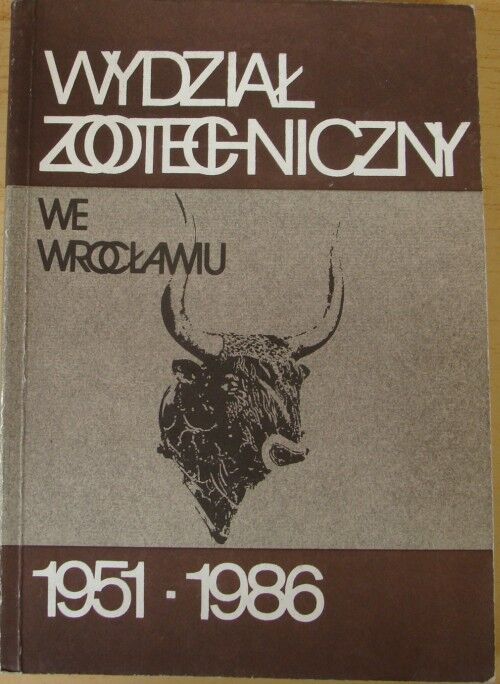 WYDZIAŁ
ZOOTECHNICZNY
WE
WROCŁAWIU
1951-1986